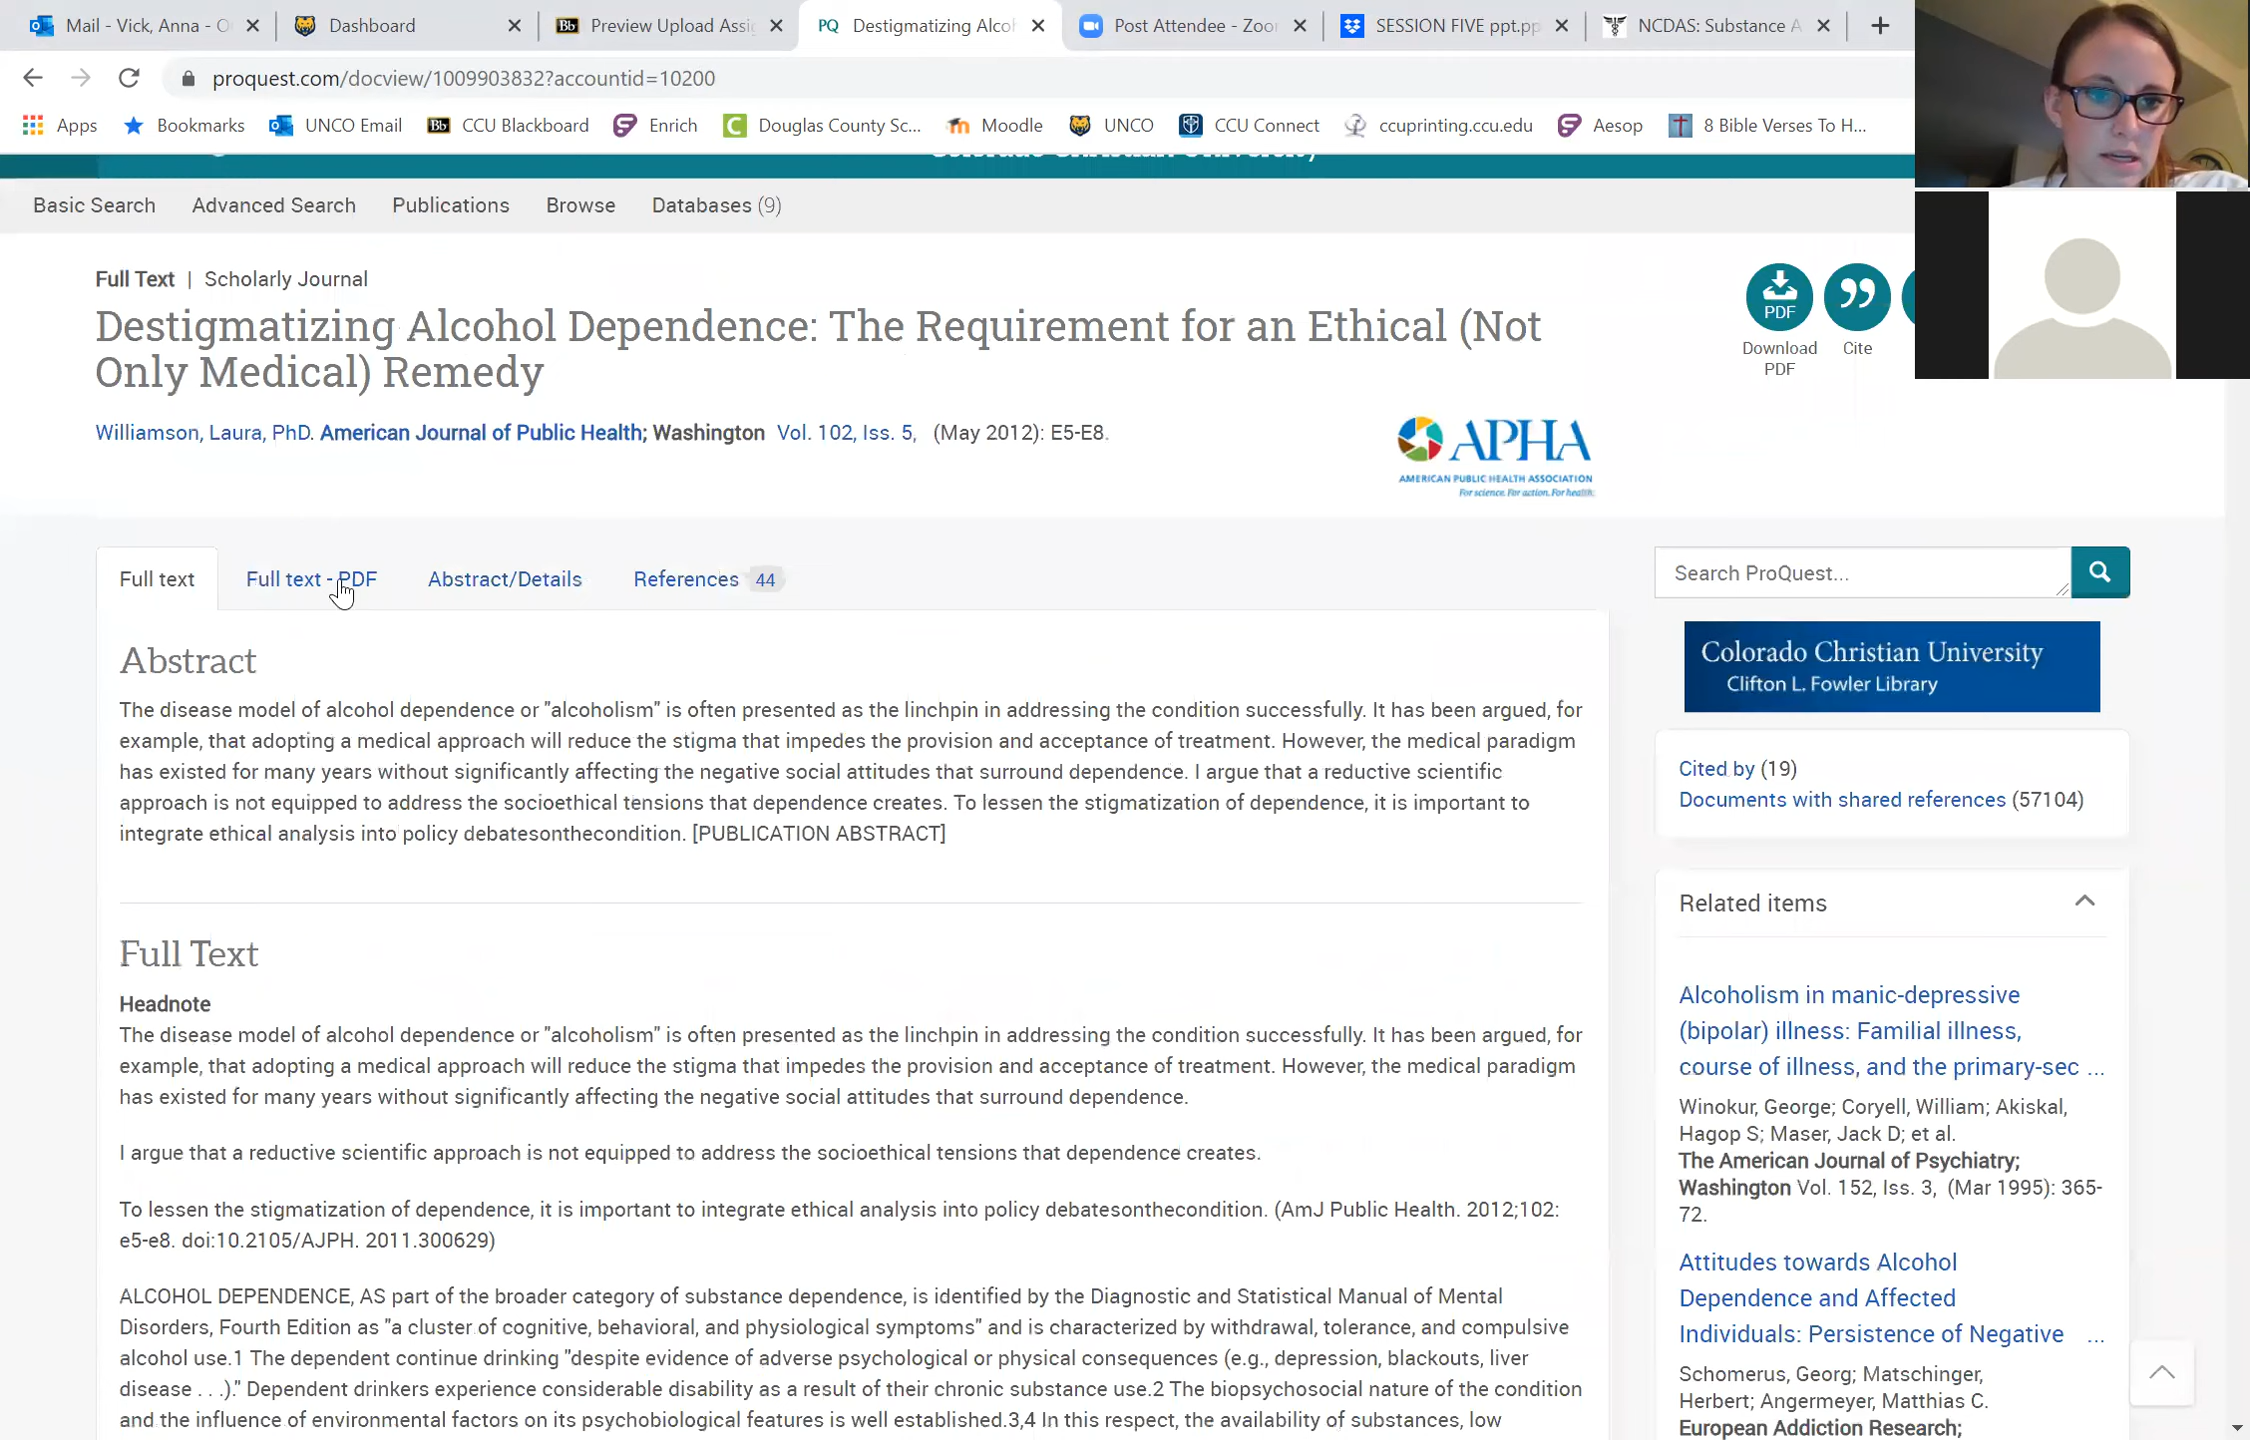 Mail - Vick, Anna - O
Dashboard
Preview Upload Assig
PQ Destigmatizing Alcoh
Post Attendee - Zoo
SESSION FIVE ppt.pp
NCDAS: Substance A
proquest.com/docview/1009903832?accountid=10200
Apps
Bookmarks
UNCO Email
Bb CCU Blackboard
Enrich
Douglas County Sc...
Moodle
UNCO
CCU Connect
ccuprinting.ccu.edu
Aesop
8 Bible Verses To H...
Colorado Christian University
Basic Search Advanced Search Publications Browse Databases (9)
Full Text | Scholarly Journal
Destigmatizing Alcohol Dependence: The Requirement for an Ethical (Not
Only Medical) Remedy
PDF
Download
PDF
Cite
Williamson, Laura, PhD. American Journal of Public Health; Washington Vol. 102, Iss. 5, (May 2012): E5-E8.
APHA
AMERICAN PUBLIC HEALTH ASSOCIATION
For science. For action. For health.
Full text
Full text - PDF
Abstract/Details
References 44
Search ProQuest...
Abstract
The disease model of alcohol dependence or "alcoholism" is often presented as the linchpin in addressing the condition successfully. It has been argued, for
example, that adopting a medical approach will reduce the stigma that impedes the provision and acceptance of treatment. However, the medical paradigm
has existed for many years without significantly affecting the negative social attitudes that surround dependence. I argue that a reductive scientific
approach is not equipped to address the socioethical tensions that dependence creates. To lessen the stigmatization of dependence, it is important to
integrate ethical analysis into policy debatesonthecondition. [PUBLICATION ABSTRACT]
Full Text
Headnote
The disease model of alcohol dependence or "alcoholism" is often presented as the linchpin in addressing the condition successfully. It has been argued, for
example, that adopting a medical approach will reduce the stigma that impedes the provision and acceptance of treatment. However, the medical paradigm
has existed for many years without significantly affecting the negative social attitudes that surround dependence.
I argue that a reductive scientific approach is not equipped to address the socioethical tensions that dependence creates.
To lessen the stigmatization of dependence, it is important to integrate ethical analysis into policy debatesonthecondition. (AmJ Public Health. 2012;102:
e5-e8. doi:10.2105/AJPH. 2011.300629)
ALCOHOL DEPENDENCE, AS part of the broader category of substance dependence, is identified by the Diagnostic and Statistical Manual of Mental
Disorders, Fourth Edition as "a cluster of cognitive, behavioral, and physiological symptoms" and is characterized by withdrawal, tolerance, and compulsive
alcohol use.1 The dependent continue drinking "despite evidence of adverse psychological or physical consequences (e.g., depression, blackouts, liver
disease . . .)." Dependent drinkers experience considerable disability as a result of their chronic substance use.2 The biopsychosocial nature of the condition
and the influence of environmental factors on its psychobiological features is well established.3,4 In this respect, the availability of substances, low
Colorado Christian University
Clifton L. Fowler Library
Cited by (19)
Documents with shared references (57104)
Related items
Alcoholism in manic-depressive
(bipolar) illness: Familial illness,
course of illness, and the primary-sec ...
Winokur, George; Coryell, William; Akiskal,
Hagop S; Maser, Jack D; et al.
The American Journal of Psychiatry;
Washington Vol. 152, Iss. 3, (Mar 1995): 365-
72.
Attitudes towards Alcohol
Dependence and Affected
Individuals: Persistence of Negative ...
Schomerus, Georg; Matschinger,
Herbert; Angermeyer, Matthias C.
European Addiction Research;